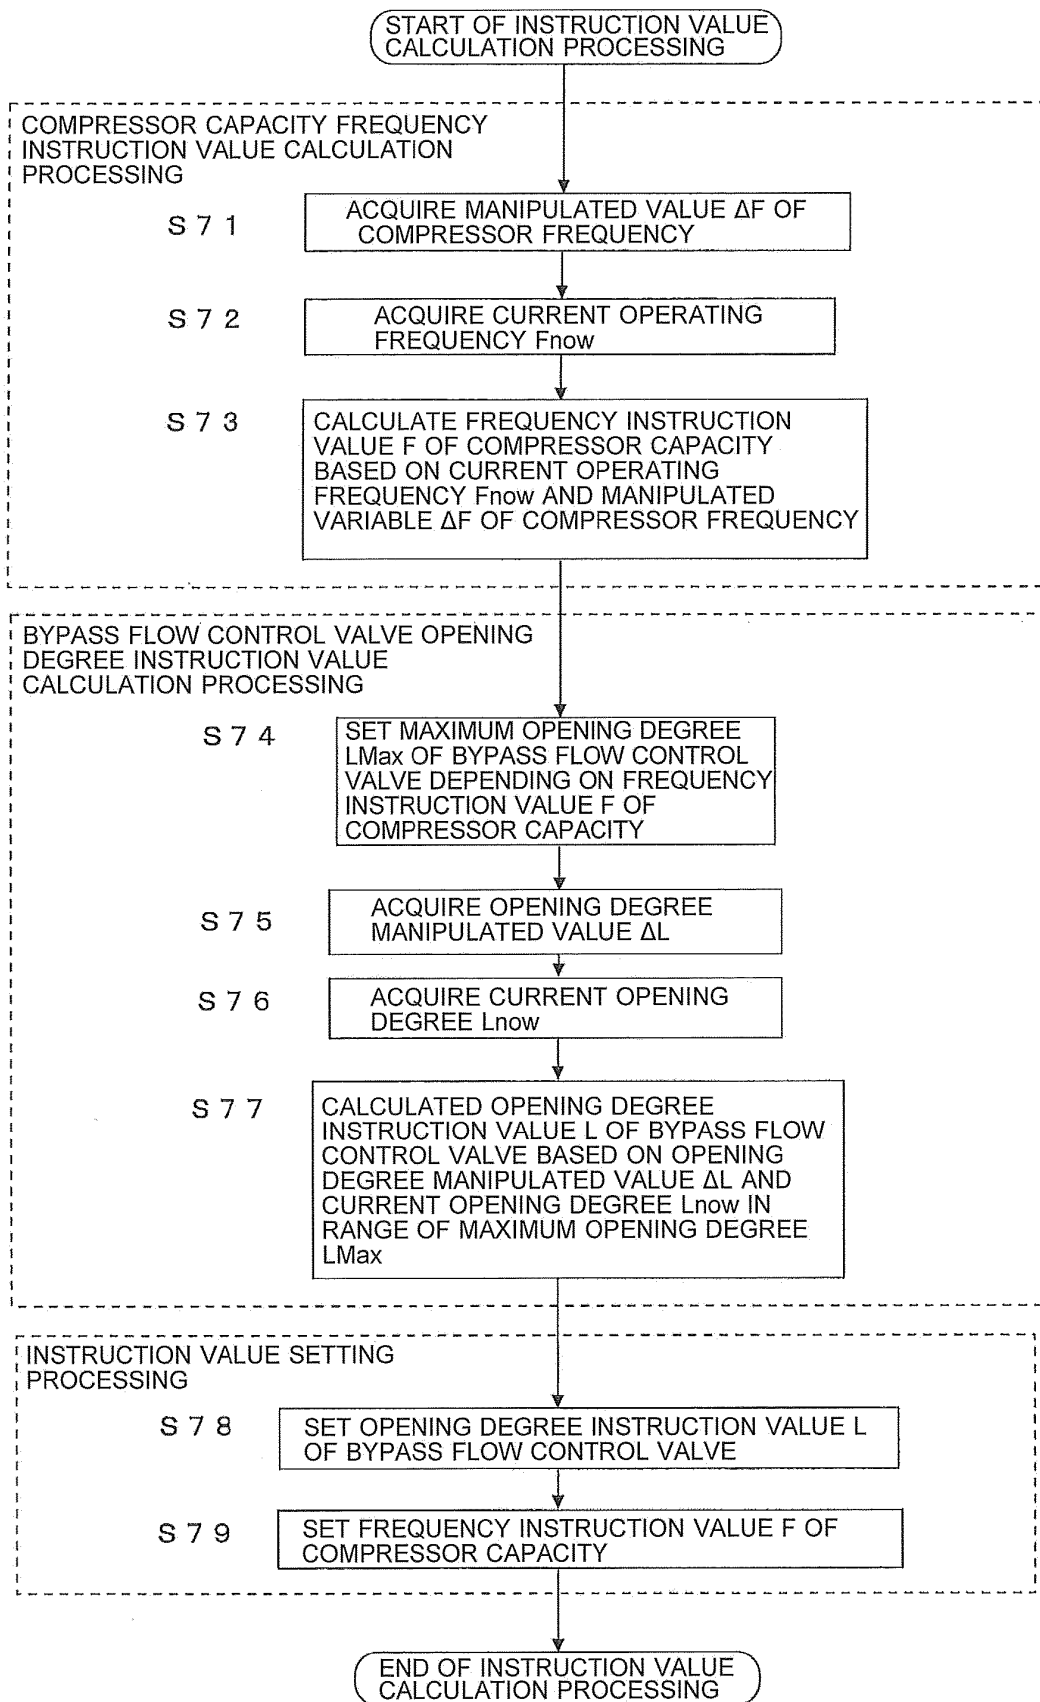 START OF INSTRUCTION VALUE
CALCULATION PROCESSING
COMPRESSOR CAPACITY FREQUENCY
INSTRUCTION VALUE CALCULATION
PROCESSING
S71
ACQUIRE MANIPULATED VALUE ΔF OF
COMPRESSOR FREQUENCY
S72
ACQUIRE CURRENT OPERATING
FREQUENCY Fnow
S73
CALCULATE FREQUENCY INSTRUCTION
VALUE F OF COMPRESSOR CAPACITY
BASED ON CURRENT OPERATING
FREQUENCY Fnow AND MANIPULATED
VARIABLE ΔF OF COMPRESSOR FREQUENCY
BYPASS FLOW CONTROL VALVE OPENING
DEGREE INSTRUCTION VALUE
CALCULATION PROCESSING
S74
SET MAXIMUM OPENING DEGREE
LMax OF BYPASS FLOW CONTROL
VALVE DEPENDING ON FREQUENCY
INSTRUCTION VALUE F OF
COMPRESSOR CAPACITY
S75
ACQUIRE OPENING DEGREE
MANIPULATED VALUE ΔL
S76
ACQUIRE CURRENT OPENING
DEGREE Lnow
S77
CALCULATED OPENING DEGREE
INSTRUCTION VALUE L OF BYPASS FLOW
CONTROL VALVE BASED ON OPENING
DEGREE MANIPULATED VALUE ΔL AND
CURRENT OPENING DEGREE Lnow IN
RANGE OF MAXIMUM OPENING DEGREE
LMax
INSTRUCTION VALUE SETTING
PROCESSING
S78
SET OPENING DEGREE INSTRUCTION VALUE L
OF BYPASS FLOW CONTROL VALVE
S79
SET FREQUENCY INSTRUCTION VALUE F OF
COMPRESSOR CAPACITY
END OF INSTRUCTION VALUE
CALCULATION PROCESSING